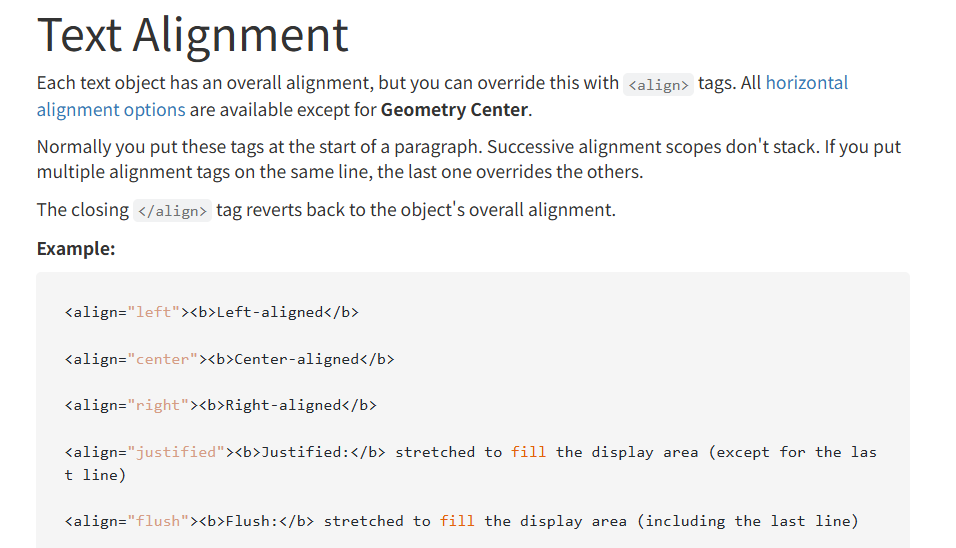 Text Alignment
Each text object has an overall alignment, but you can override this with <align> tags. All horizontal
alignment options are available except for Geometry Center.
Normally you put these tags at the start of a paragraph. Successive alignment scopes don't stack. If you put
multiple alignment tags on the same line, the last one overrides the others.
The closing </align> tag reverts back to the object's overall alignment.
Example:
<align="left"><b>Left-aligned</b>
<align="center"><b>Center-aligned</b>
<align="right"><b>Right-aligned</b>
<align="justified"><b>Justified:</b> stretched to fill the display area (except for the las
t line)
<align="flush"><b>Flush:</b> stretched to fill the display area (including the last line)